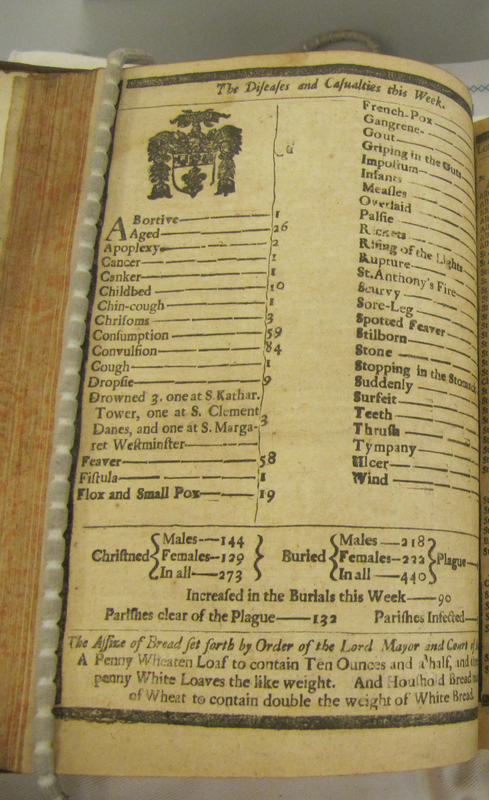 The Diſeaſes and Caſualties this Week.
ABortive 1
Aged 26
Apoplexy 2
Cancer 1
Canker 1
Childbed 10
Chin-cough 1
Chriſoms 3
Conſumption 59
Convulſion 84
Cough 1
Dropſie 9
Drowned 3. one at S. Kathar.
Tower, one at S. Clement
Danes, and one at S. Marga- 3
ret Weſtminſter
Feaver 58
Fiſtula 1
Flox and Small Pox 19
French-Pox
Gangrene
Gout
Griping in the Guts
Impoſtum
Infants
Meaſles
Overlaid
Palſie
Rickets
Riſing of the Lights
Rupture
St. Anthony's Fire
Scurvy
Sore-Leg
Spotted Feaver
Stilborn
Stone
Stopping in the Stomach
Suddenly
Surfeit
Teeth
Thruſh
Tympany
Ulcer
Wind
Chriſtned Males 144 Females 129 In all 273 Buried Males 218 Females 222 In all 440 Plague
Increaſed in the Burials this Week 90
Pariſhes clear of the Plague 132 Pariſhes Infected
The Aſſize of Bread ſet forth by Order of the Lord Mayor and Court of
A Penny Wheaten Loaf to contain Ten Ounces and a half, and
penny White Loaves the like weight. And Houſhold Bread
of Wheat to contain double the weight of White Bread.